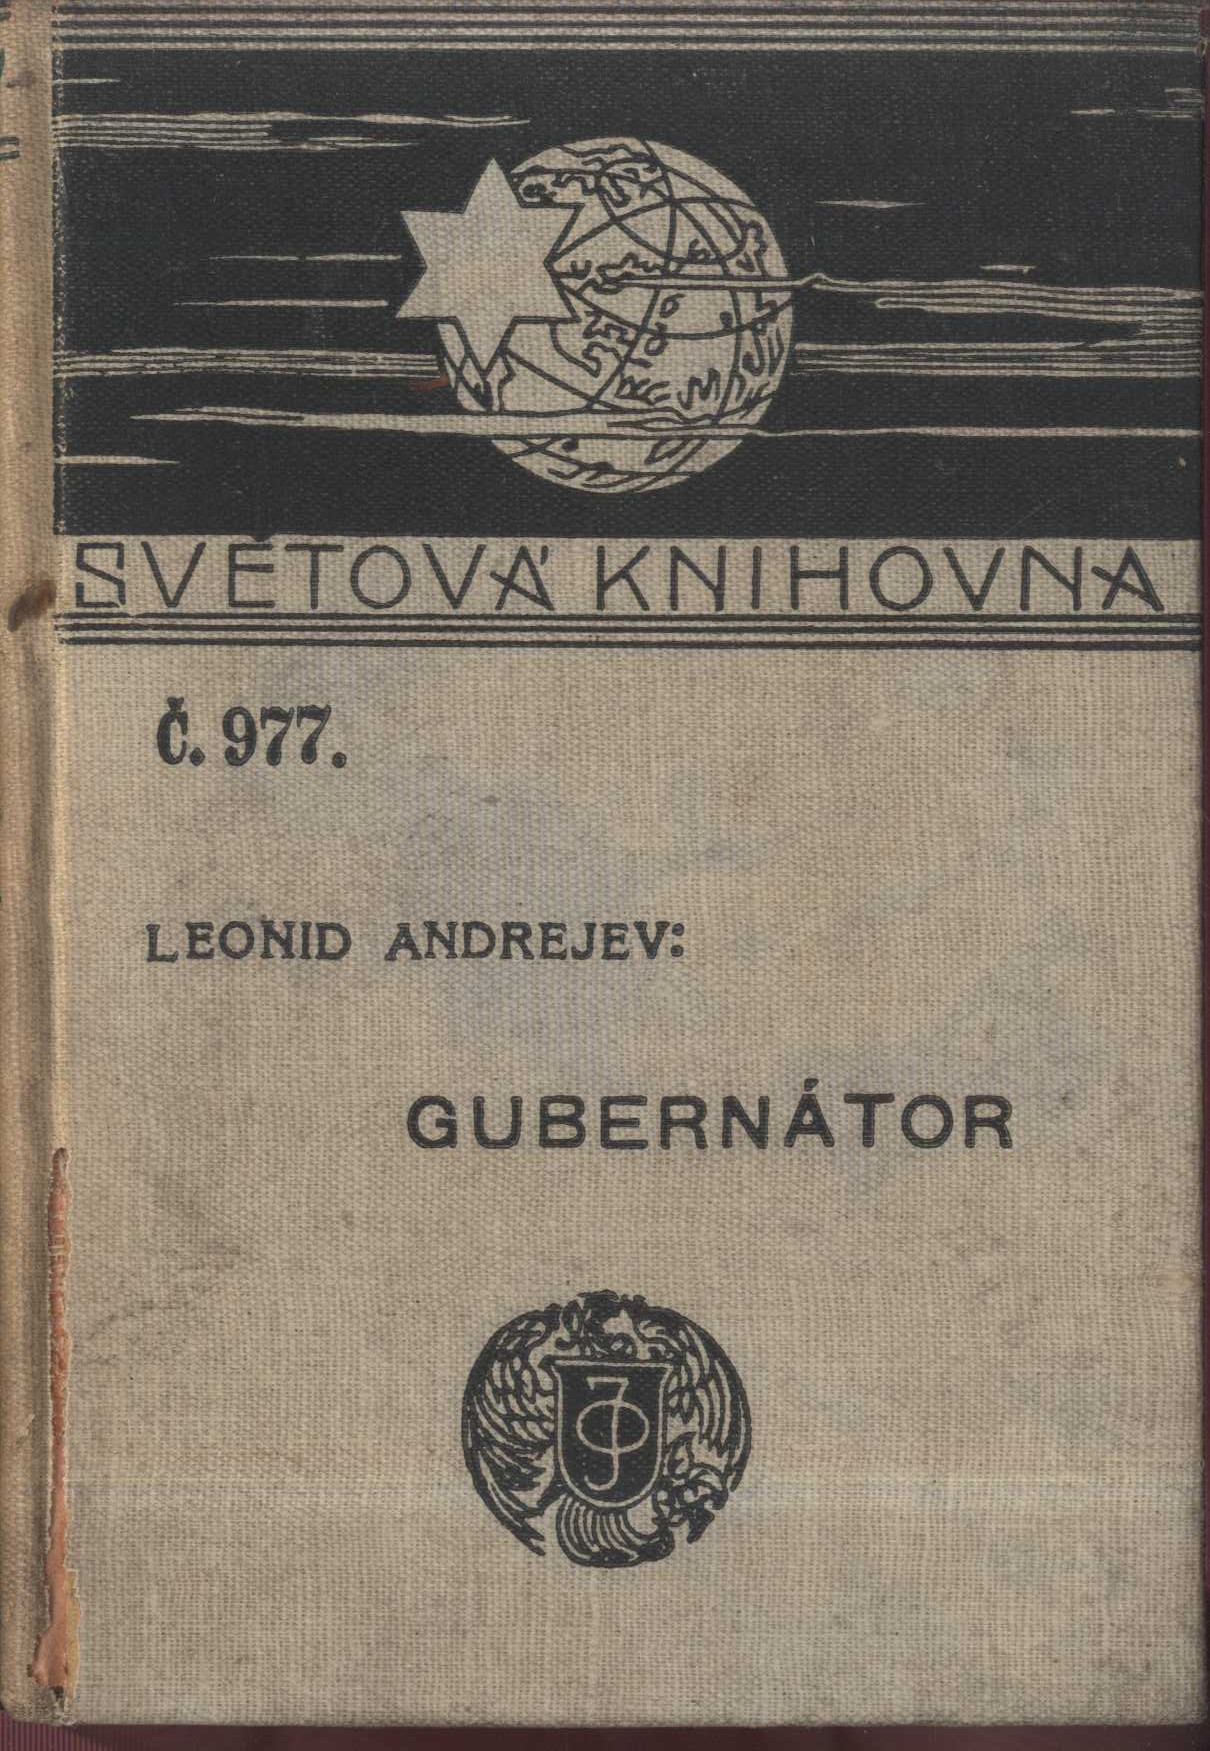 SVĚTOVÁ KNIHOVNA
Č. 977.
LEONID ANDREJEV:
GUBERNÁTOR